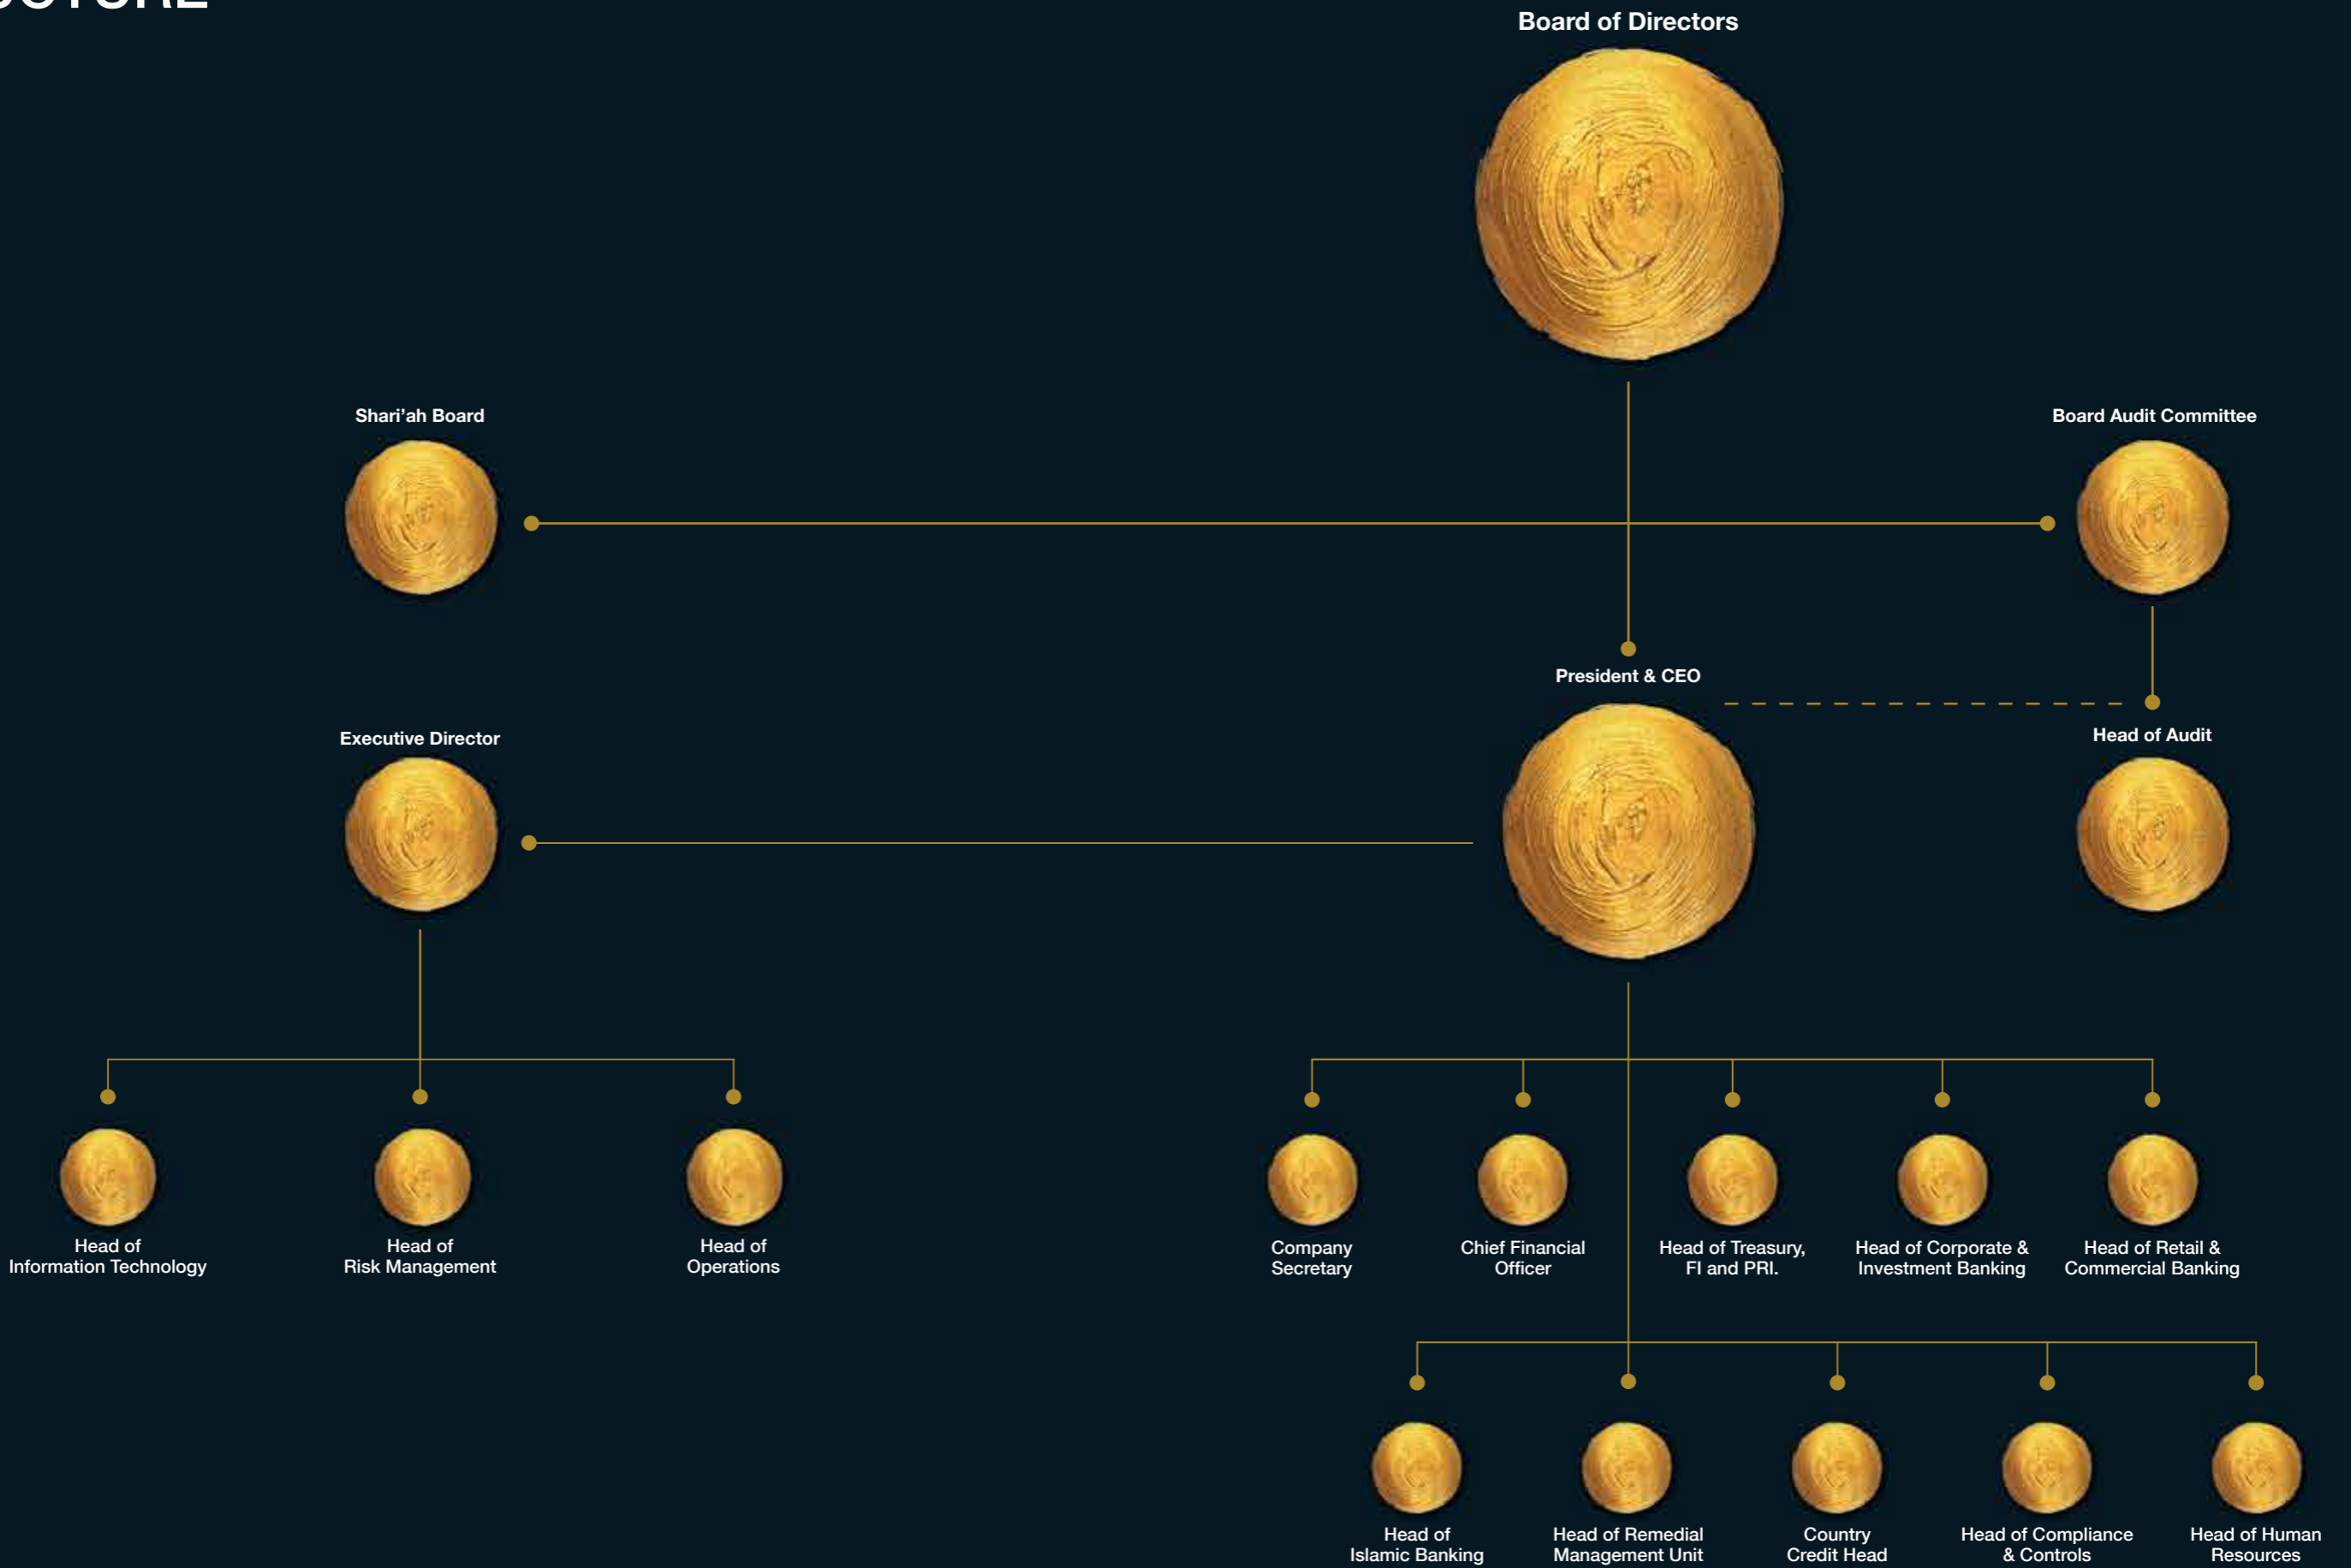 Board of Directors
Shari'ah Board
Board Audit Committee
President & CEO
Executive Director
Head of Audit
Head of
Information Technology
Head of
Risk Management
Head of
Operations
Company
Secretary
Chief Financial
Officer
Head of Treasury,
FI and PRI.
Head of Corporate &
Investment Banking
Head of Retail &
Commercial Banking
Head of
Islamic Banking
Head of Remedial
Management Unit
Country
Credit Head
Head of Compliance
& Controls
Head of Human
Resources